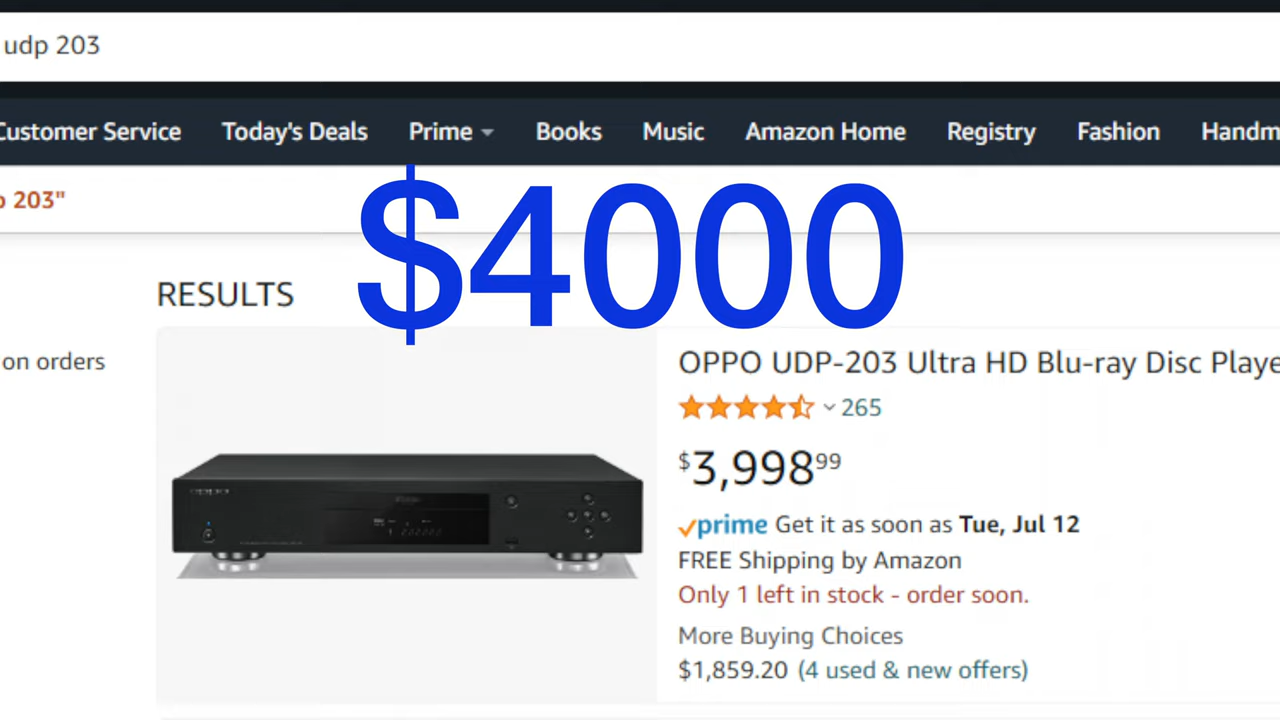 udp 203
Customer Service Today's Deals Prime Books Music Amazon Home Registry Fashion Handm
203"
$4000
RESULTS
on orders
OPPO UDP-203 Ultra HD Blu-ray Disc Playe
265
$3,998.99
prime Get it as soon as Tue, Jul 12
FREE Shipping by Amazon
Only 1 left in stock - order soon.
More Buying Choices
$1,859.20 (4 used & new offers)
oppo